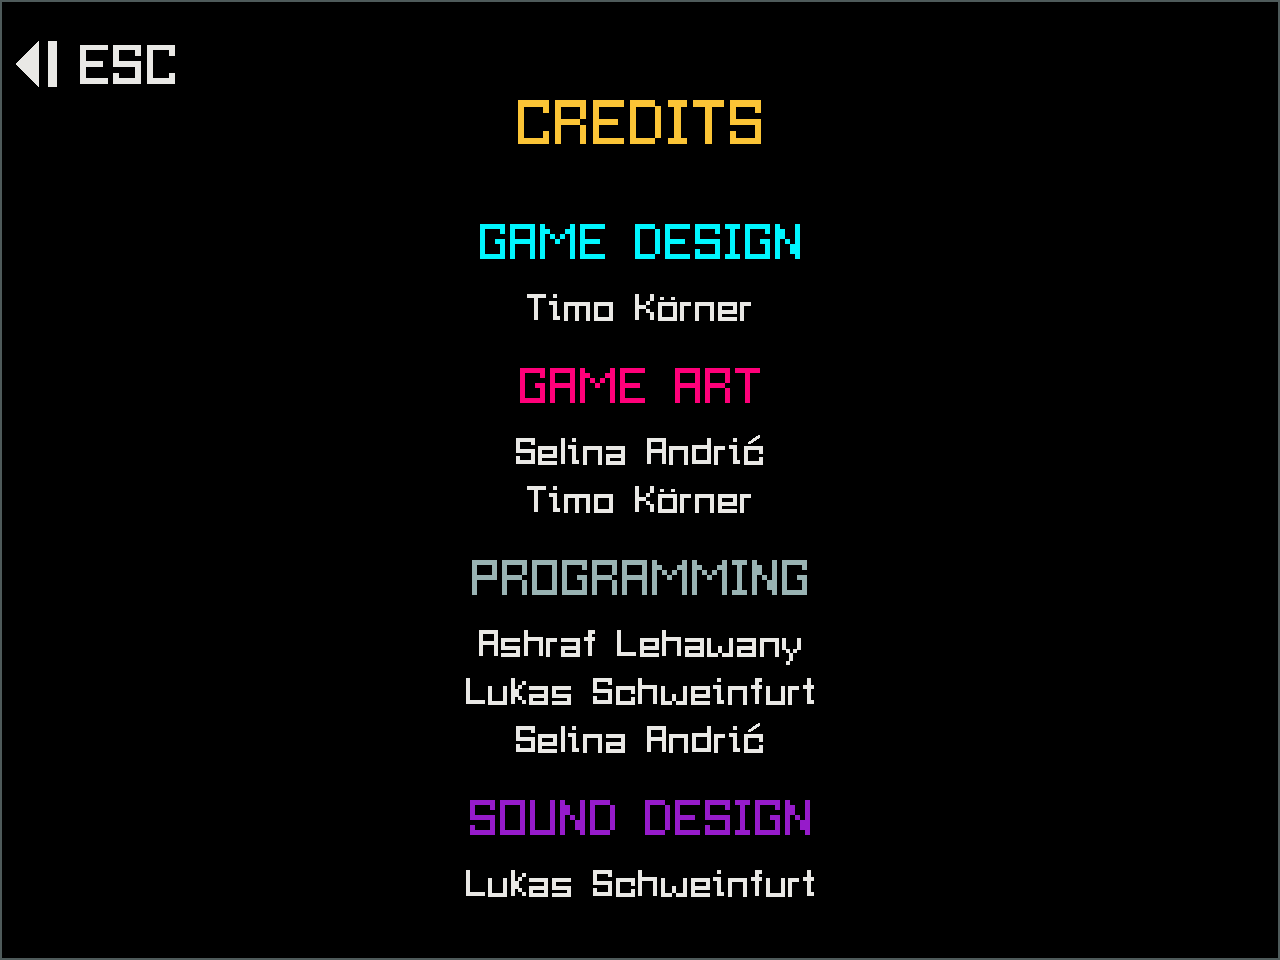 ESC
CREDITS
GAME DESIGN
Timo Körner
GAME ART
Selina Andrić
Timo Körner
PROGRAMMING
Ashraf Lehawany
Lukas Schweinfurt
Selina Andrić
SOUND DESIGN
Lukas Schweinfurt